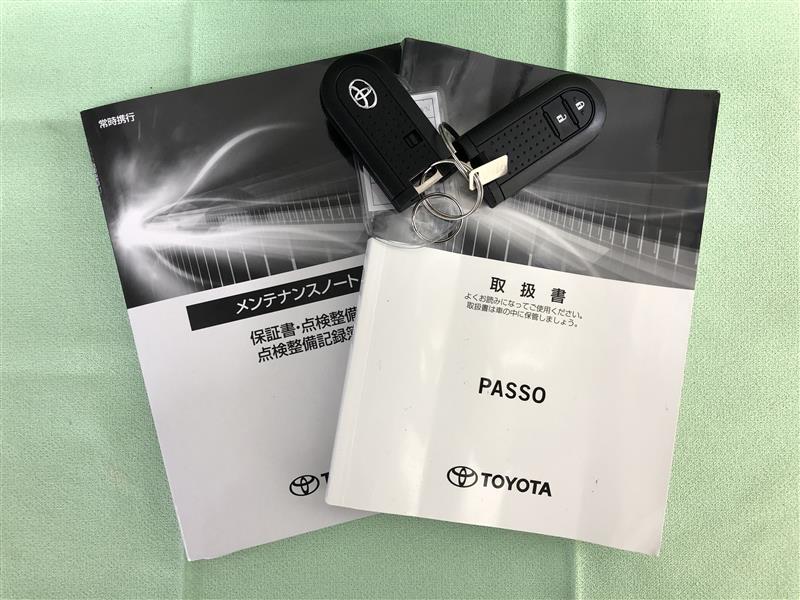 常時携行
メンテナンスノート
保証書・点検整備
点検整備記録簿
取扱書
よくお読みになってご使用ください。
取扱書は車の中に保管しましょう。
PASSO
TOYOTA